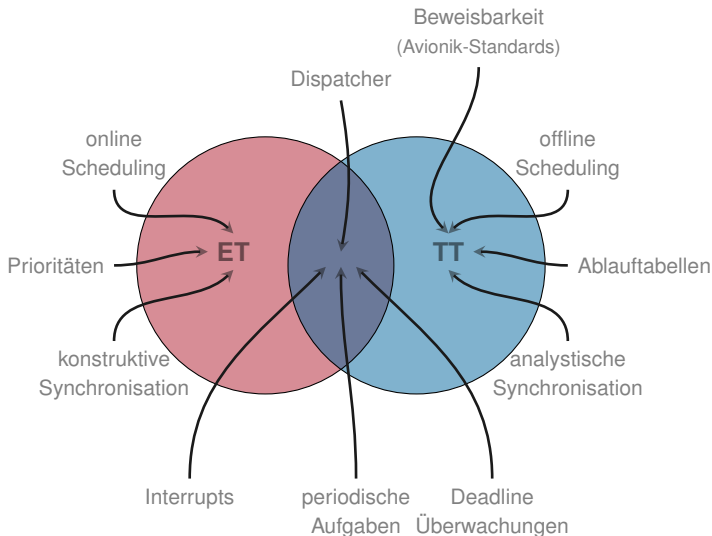 Beweisbarkeit
(Avionik-Standards)
Dispatcher
online
Scheduling
offline
Scheduling
ET
TT
Prioritäten
Ablauftabellen
konstruktive
Synchronisation
analystische
Synchronisation
Interrupts
periodische
Aufgaben
Deadline
Überwachungen